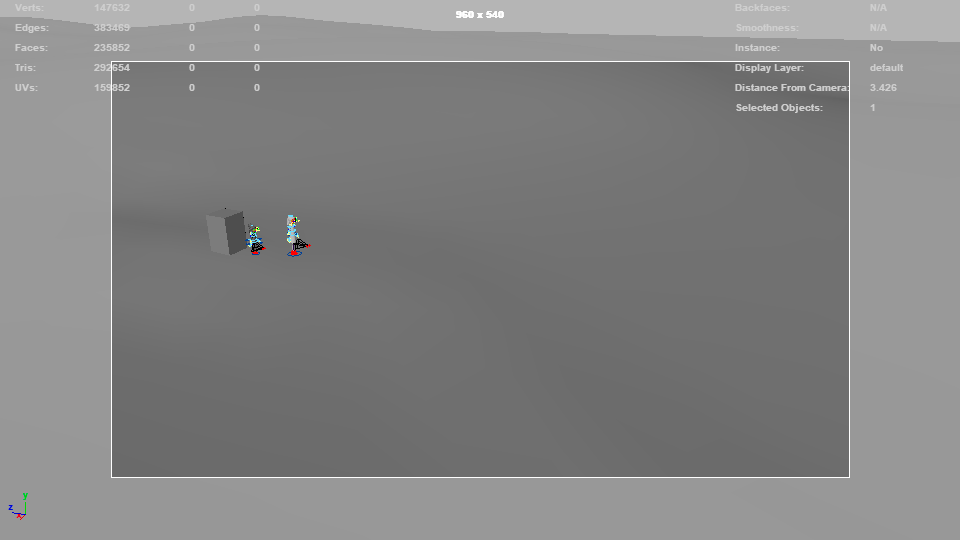 Verts: 147632 0 0
Edges: 383489 0 0
Faces: 235852 0 0
Tris: 292654 0 0
UVs: 159852 0 0
960 x 540
Backfaces: N/A
Smoothness: N/A
Instance: No
Display Layer: default
Distance From Camera: 3.426
Selected Objects: 1
y
z
x